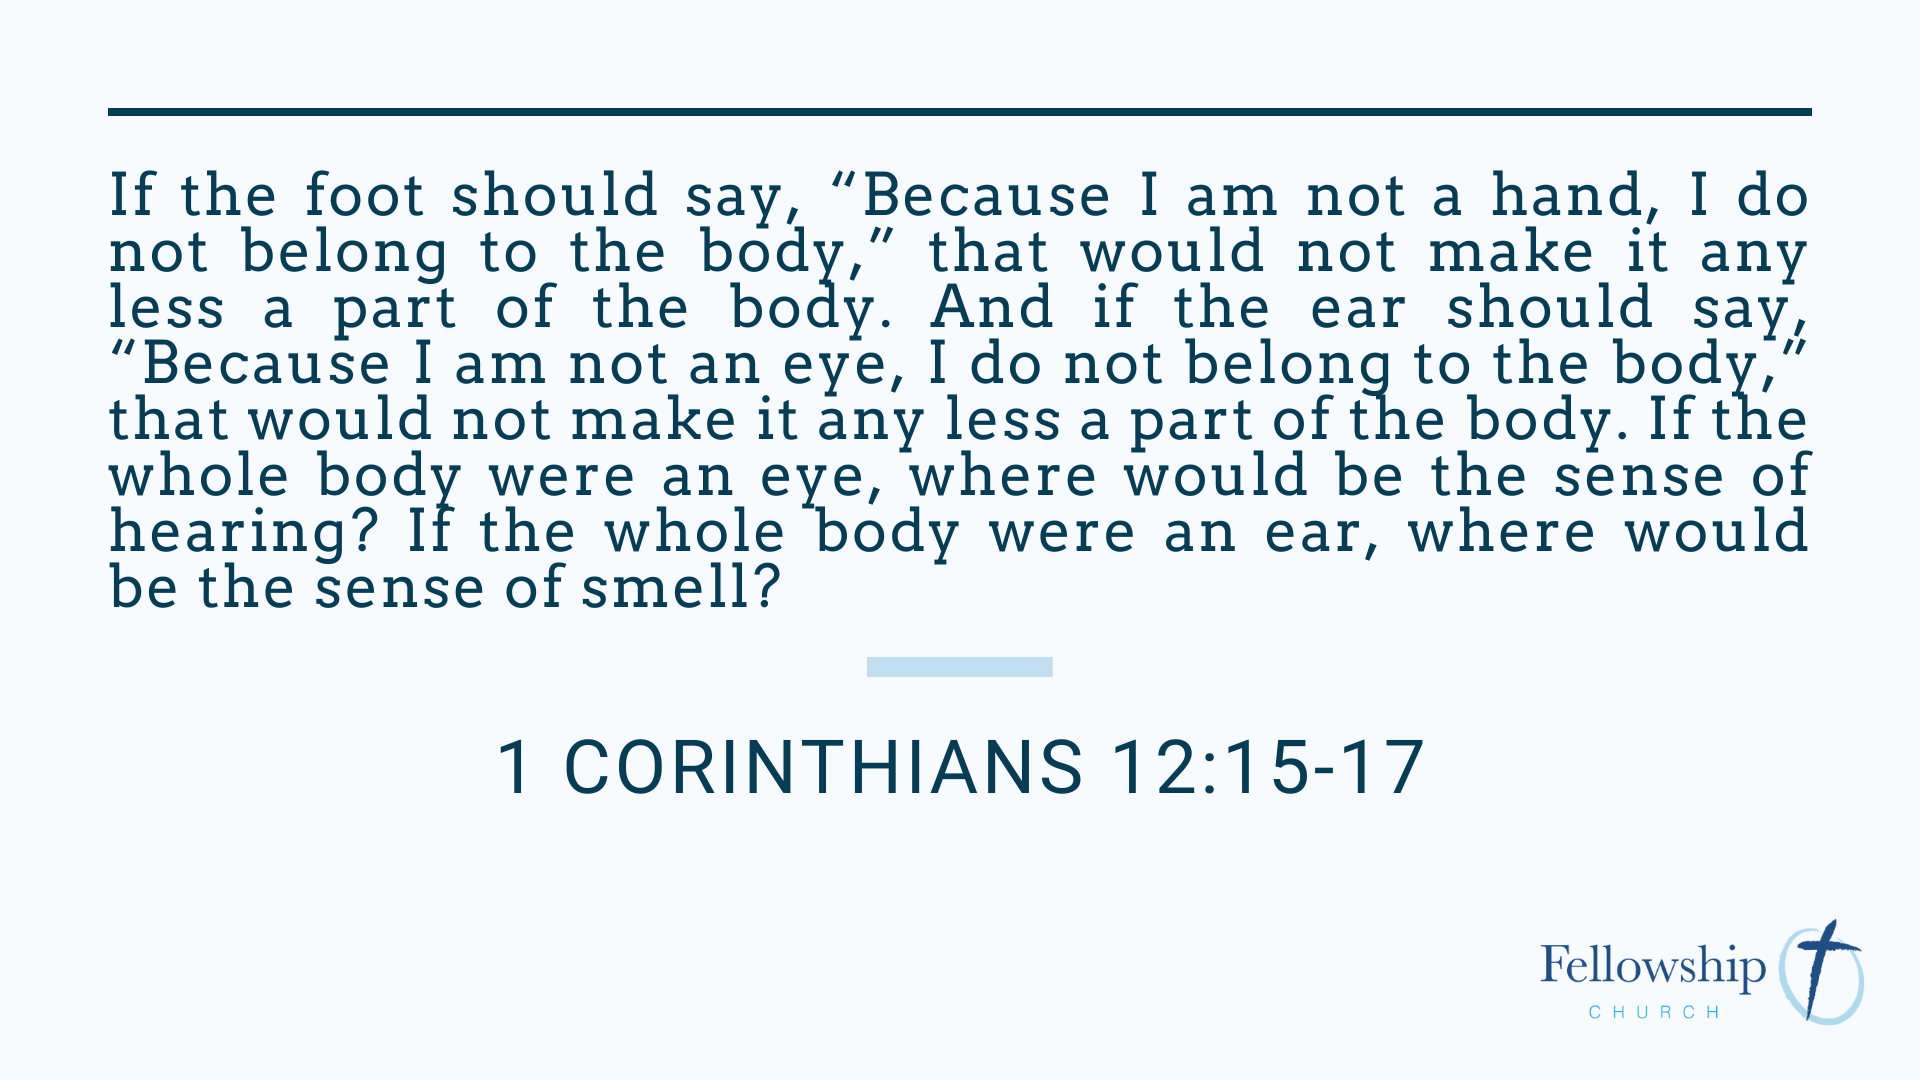 If the foot should say, “Because I am not a hand, I do
not belong to the body,” that would not make it any
less a part of the body. And if the ear should say,
“Because I am not an eye, I do not belong to the body,”
that would not make it any less a part of the body. If the
whole body were an eye, where would be the sense of
hearing? If the whole body were an ear, where would
be the sense of smell?
1 CORINTHIANS 12:15-17
Fellowship
CHURCH